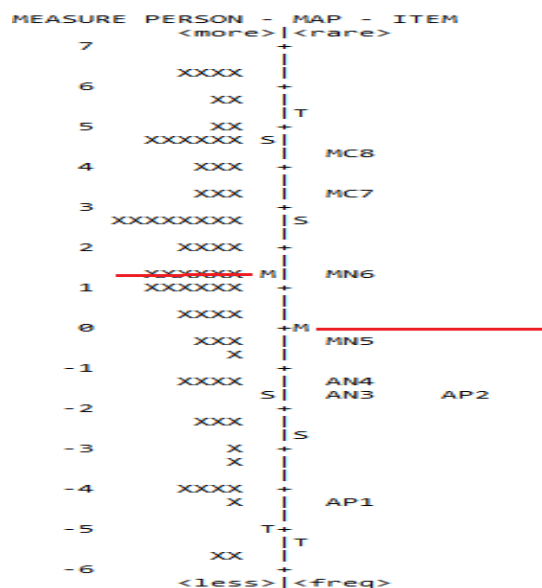 MEASURE PERSON - MAP - ITEM
<more>|<rare>
7 +
|
XXXX |
6 +
XX |
|T
5 XX +
XXXXXX S|
| MC8
4 XXX +
|
XXX | MC7
3 +
XXXXXXXX |S
|
2 XXXX +
|
XXXXXX M| MN6
1 XXXXXX +
|
XXXX |
0 +M
XXX | MN5
X |
-1 +
XXXX | AN4
S| AN3 AP2
-2 +
XXX |
|S
-3 X +
X |
|
-4 XXXX +
X | AP1
|
-5 T+
|T
XX |
-6 +
<less>|<freq>